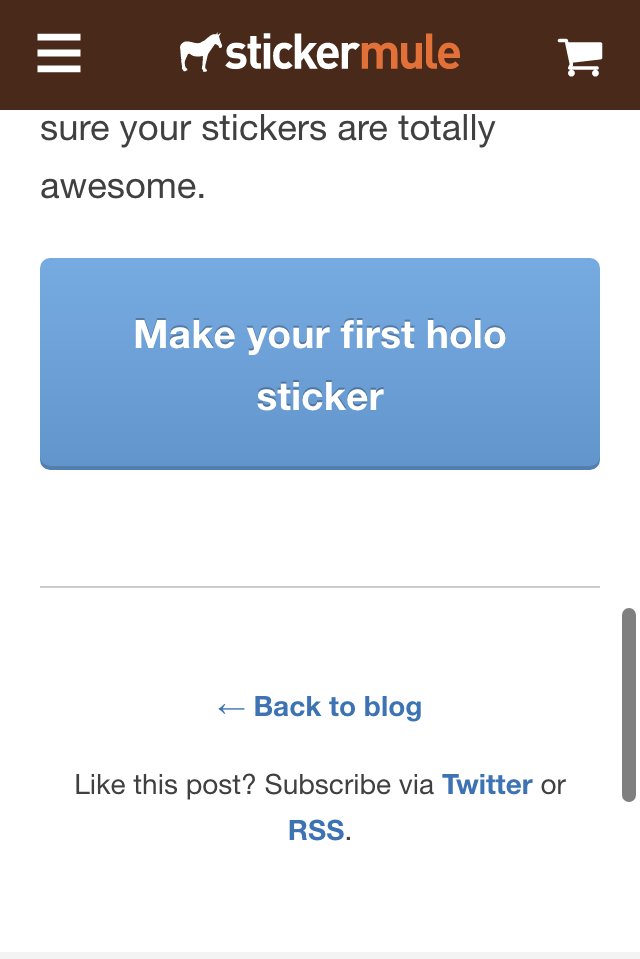 stickermule
sure your stickers are totally
awesome.
Make your first holo
sticker
← Back to blog
Like this post? Subscribe via Twitter or
RSS.